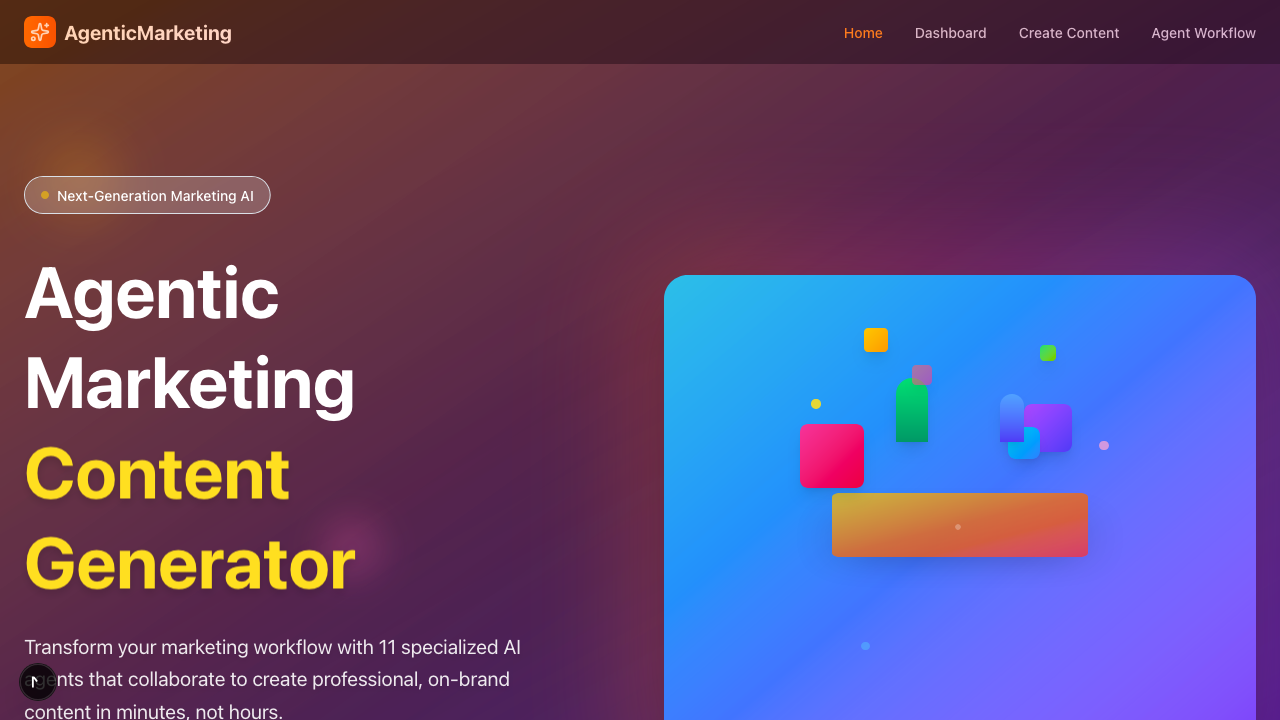 AgenticMarketing
Home
Dashboard
Create Content
Agent Workflow
Next-Generation Marketing AI
Agentic
Marketing
Content
Generator
Transform your marketing workflow with 11 specialized AI
agents that collaborate to create professional, on-brand
content in minutes, not hours.